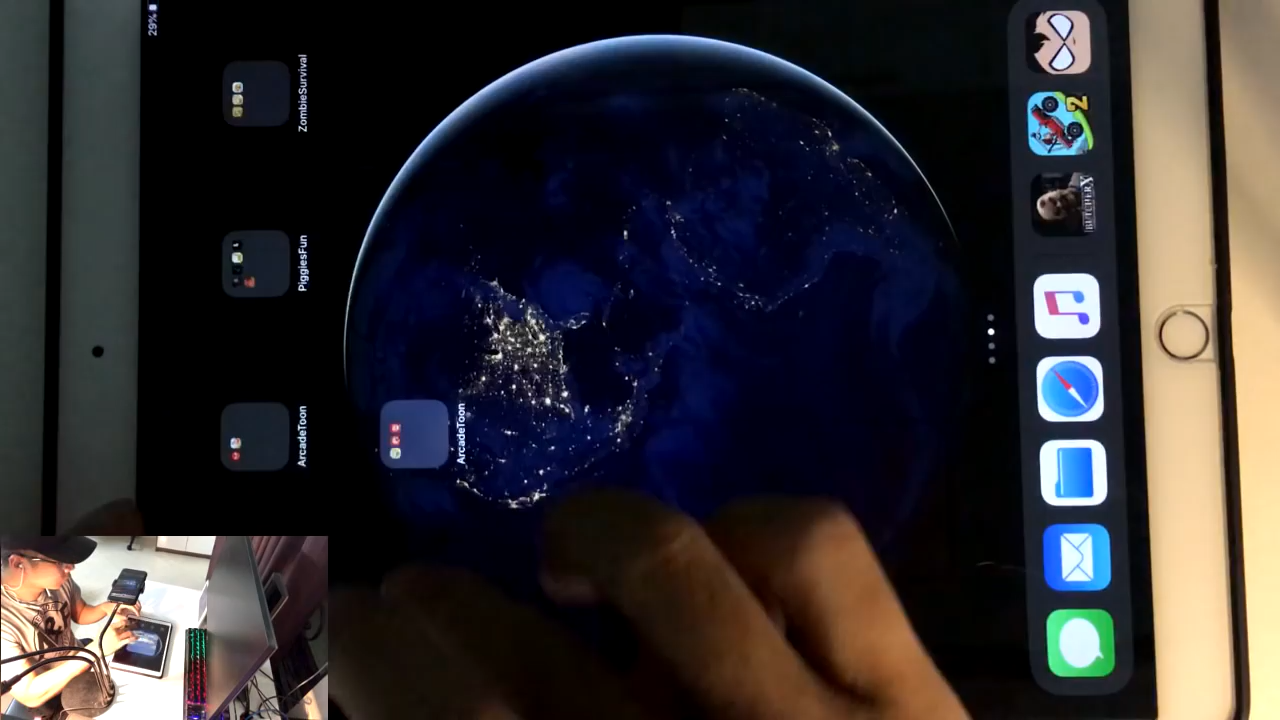 29%
ZombieSurvival
PiggiesFun
ArcadeToon
ArcadeToon
2
BUTCHER X